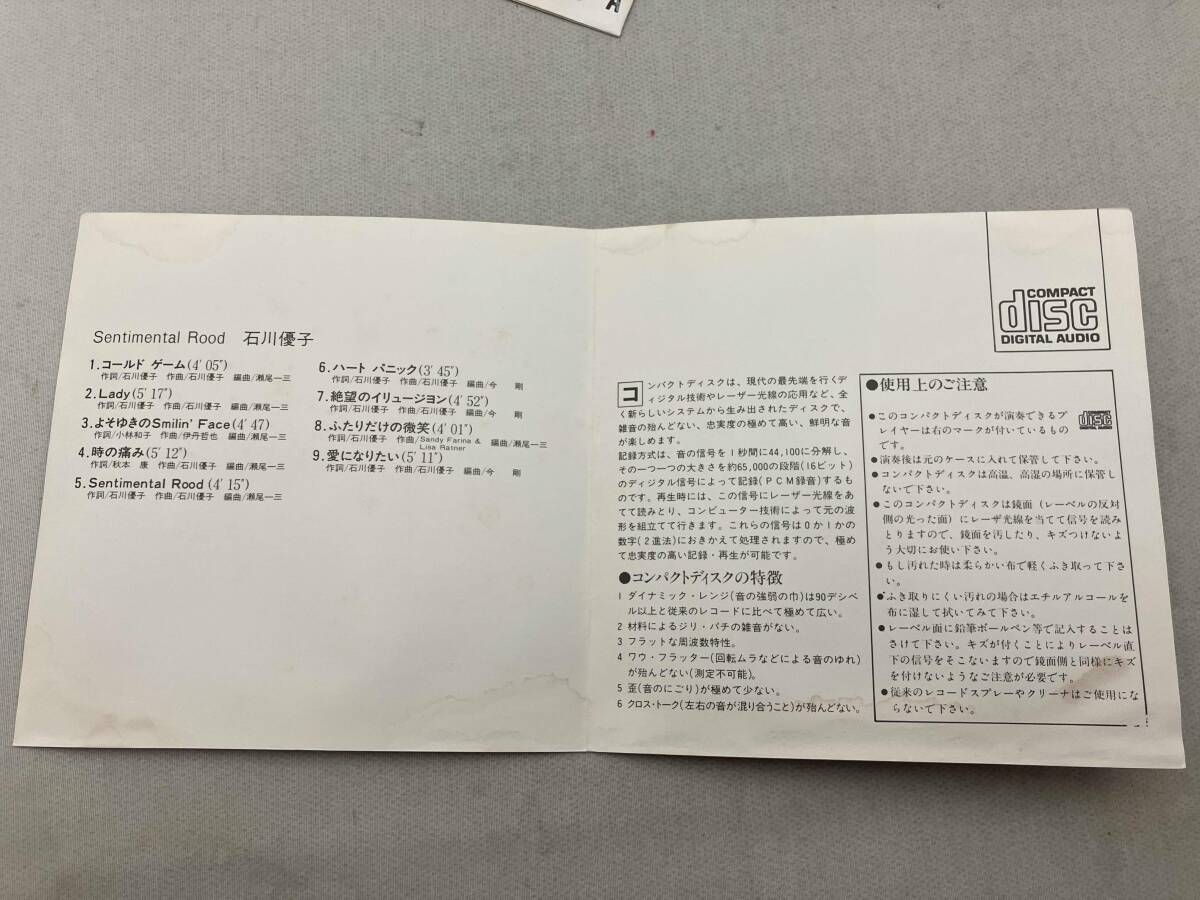 A
Sentimental Rood 石川優子
1.コールド ゲーム(4'05")
作詞/石川優子 作曲/石川優子 編曲/瀬尾一三
2.Lady(5'17")
作詞/石川優子 作曲/石川優子 編曲/瀬尾一三
3.よそゆきのSmilin' Face(4'47)
作詞/小林和子 作曲/伊丹哲也 編曲/瀬尾一三
4.時の痛み(5'12")
作詞/秋本 康 作曲/石川優子 編曲/瀬尾一三
5.Sentimental Rood(4'15")
作詞/石川優子 作曲/石川優子 編曲/瀬尾一三
6.ハート パニック(3'45")
作詞/石川優子 作曲/石川優子 編曲/今 剛
7.絶望のイリュージヨン(4'52")
作詞/石川優子 作曲/石川優子 編曲/今 剛
8.ふたりだけの微笑(4'01")
作詞/石川優子 作曲/Sandy Farina & Lisa Ratner 編曲/瀬尾一三
9.愛になりたい(5'11")
作詞/石川優子 作曲/石川優子 編曲/今 剛
COMPACT
disc
DIGITAL AUDIO
コンパクトディスクは、現代の最先端を行くデ
ィジタル技術やレーザー光線の応用など、全
く新らしいシステムから生み出されたディスクで、
雑音の殆んどない、忠実度の極めて高い、鮮明な音
が楽しめます。
記録方式は、音の信号を1秒間に44,100に分解し、
その一つ一つの大きさを約65,000の段階(16ビット)
のディジタル信号によって記録(PCM録音)するも
のです。再生時には、この信号にレーザー光線をあ
てて読みとり、コンピューター技術によって元の波
形を組立てて行きます。これらの信号は0か1かの
数字(2進法)におきかえて処理されますので、極め
て忠実度の高い記録・再生が可能です。
●コンパクトディスクの特徴
1 ダイナミック・レンジ(音の強弱の巾)は90デシベ
ル以上と従来のレコードに比べて極めて広い。
2 材料によるジリ・パチの雑音がない。
3 フラットな周波数特性。
4 ワウ・フラッター(回転ムラなどによる音のゆれ)
が殆んどない(測定不可能)。
5 歪(音のにごり)が極めて少ない。
6 クロス・トーク(左右の音が混り合うこと)が殆んどない。
●使用上のご注意
●このコンパクトディスクが演奏できるプ
レイヤーは右のマークが付いているもの
です。
COMPACT
disc
DIGITAL AUDIO
●演奏後は元のケースに入れて保管して下さい。
●コンパクトディスクは高温、高湿の場所に保管し
ないで下さい。
●このコンパクトディスクは鏡面(レーベルの反対
側の光った面)にレーザ光線を当てて信号を読み
とりますので、鏡面を汚したり、キズつけないよ
う大切にお使い下さい。
●もし汚れた時は柔らかい布で軽くふき取って下さ
い。
●ふき取りにくい汚れの場合はエチルアルコールを
布に湿して拭いてみて下さい。
●レーベル面に鉛筆ボールペン等で記入することは
さけて下さい。キズが付くことによりレーベル直
下の信号をそこないますので鏡面側と同様にキズ
を付けないようなご注意が必要です。
●従来のレコードスプレーやクリーナはご使用にな
らないで下さい。